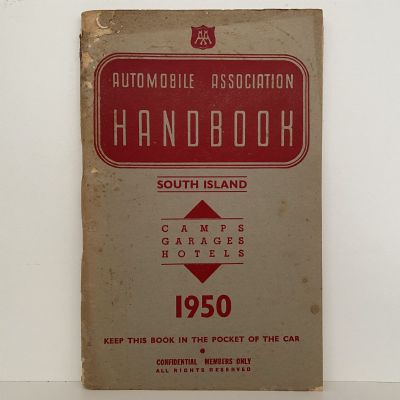 AA
AUTOMOBILE ASSOCIATION
HANDBOOK
SOUTH ISLAND
CAMPS
GARAGES
HOTELS
1950
KEEP THIS BOOK IN THE POCKET OF THE CAR
CONFIDENTIAL - MEMBERS ONLY
ALL RIGHTS RESERVED